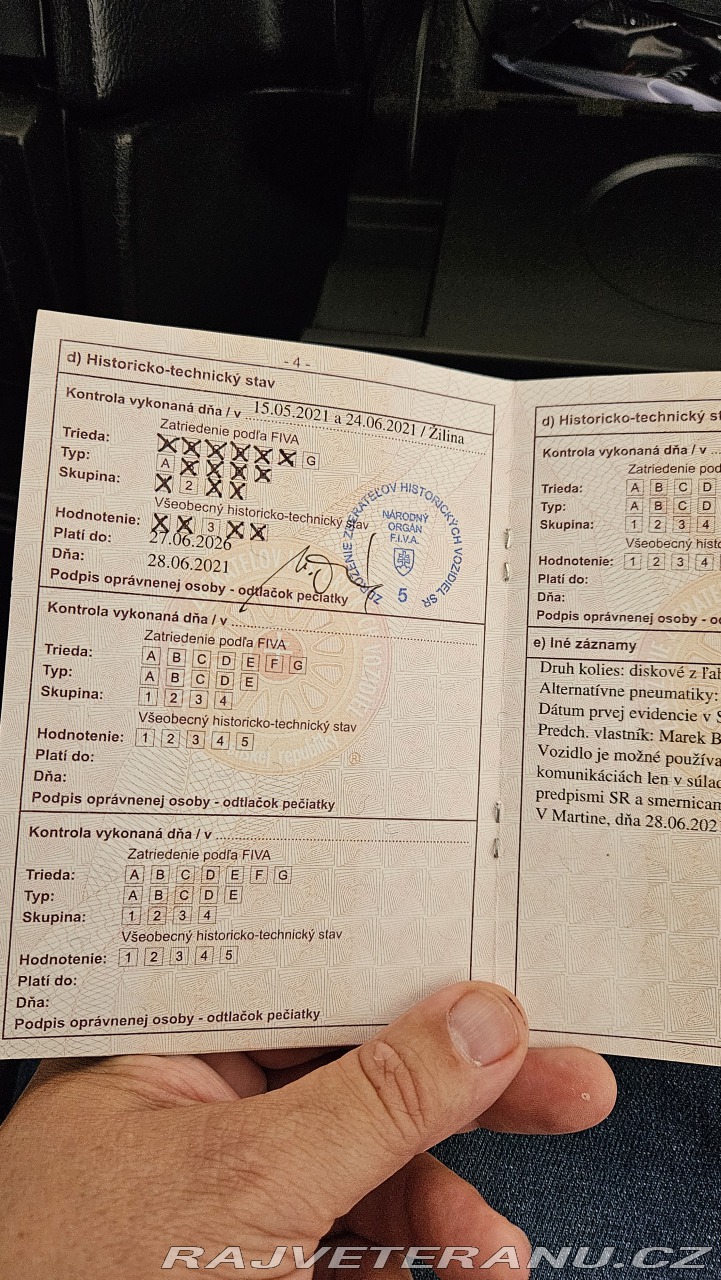 - 4 -
d) Historicko-technický stav
Kontrola vykonaná dňa / v 15.05.2021 a 24.06.2021 / Žilina
Zatriedenie podľa FIVA
Trieda: G
Typ: A
Skupina: 2
Všeobecný historicko-technický stav
Hodnotenie: 3
Platí do: 27.06.2026
Dňa: 28.06.2021
Podpis oprávnenej osoby - odtlačok pečiatky
ZDRUŽENIE ZBERATEĽOV HISTORICKÝCH VOZIDIEL SR
NÁRODNÝ
ORGÁN
F.I.V.A.
5
Kontrola vykonaná dňa / v
Zatriedenie podľa FIVA
Trieda: A B C D E F G
Typ: A B C D E
Skupina: 1 2 3 4
Všeobecný historicko-technický stav
Hodnotenie: 1 2 3 4 5
Platí do:
Dňa:
Podpis oprávnenej osoby - odtlačok pečiatky
Kontrola vykonaná dňa / v
Zatriedenie podľa FIVA
Trieda: A B C D E F G
Typ: A B C D E
Skupina: 1 2 3 4
Všeobecný historicko-technický stav
Hodnotenie: 1 2 3 4 5
Platí do:
Dňa:
Podpis oprávnenej osoby - odtlačok pečiatky
d) Historicko-technický
Kontrola vykonaná dňa / v
Zatriedenie
Trieda: A B C D
Typ: A B C D
Skupina: 1 2 3 4
Všeobecný
Hodnotenie: 1 2 3 4
Platí do:
Dňa:
Podpis oprávnenej osoby -
e) Iné záznamy
Druh kolies: diskové z
Alternatívne pneumatiky:
Dátum prvej evidencie v
Predch. vlastník: Marek
Vozidlo je možné
komunikáciách len v
predpismi SR a
V Martine, dňa 28.06.202
RAJVETERANU.CZ